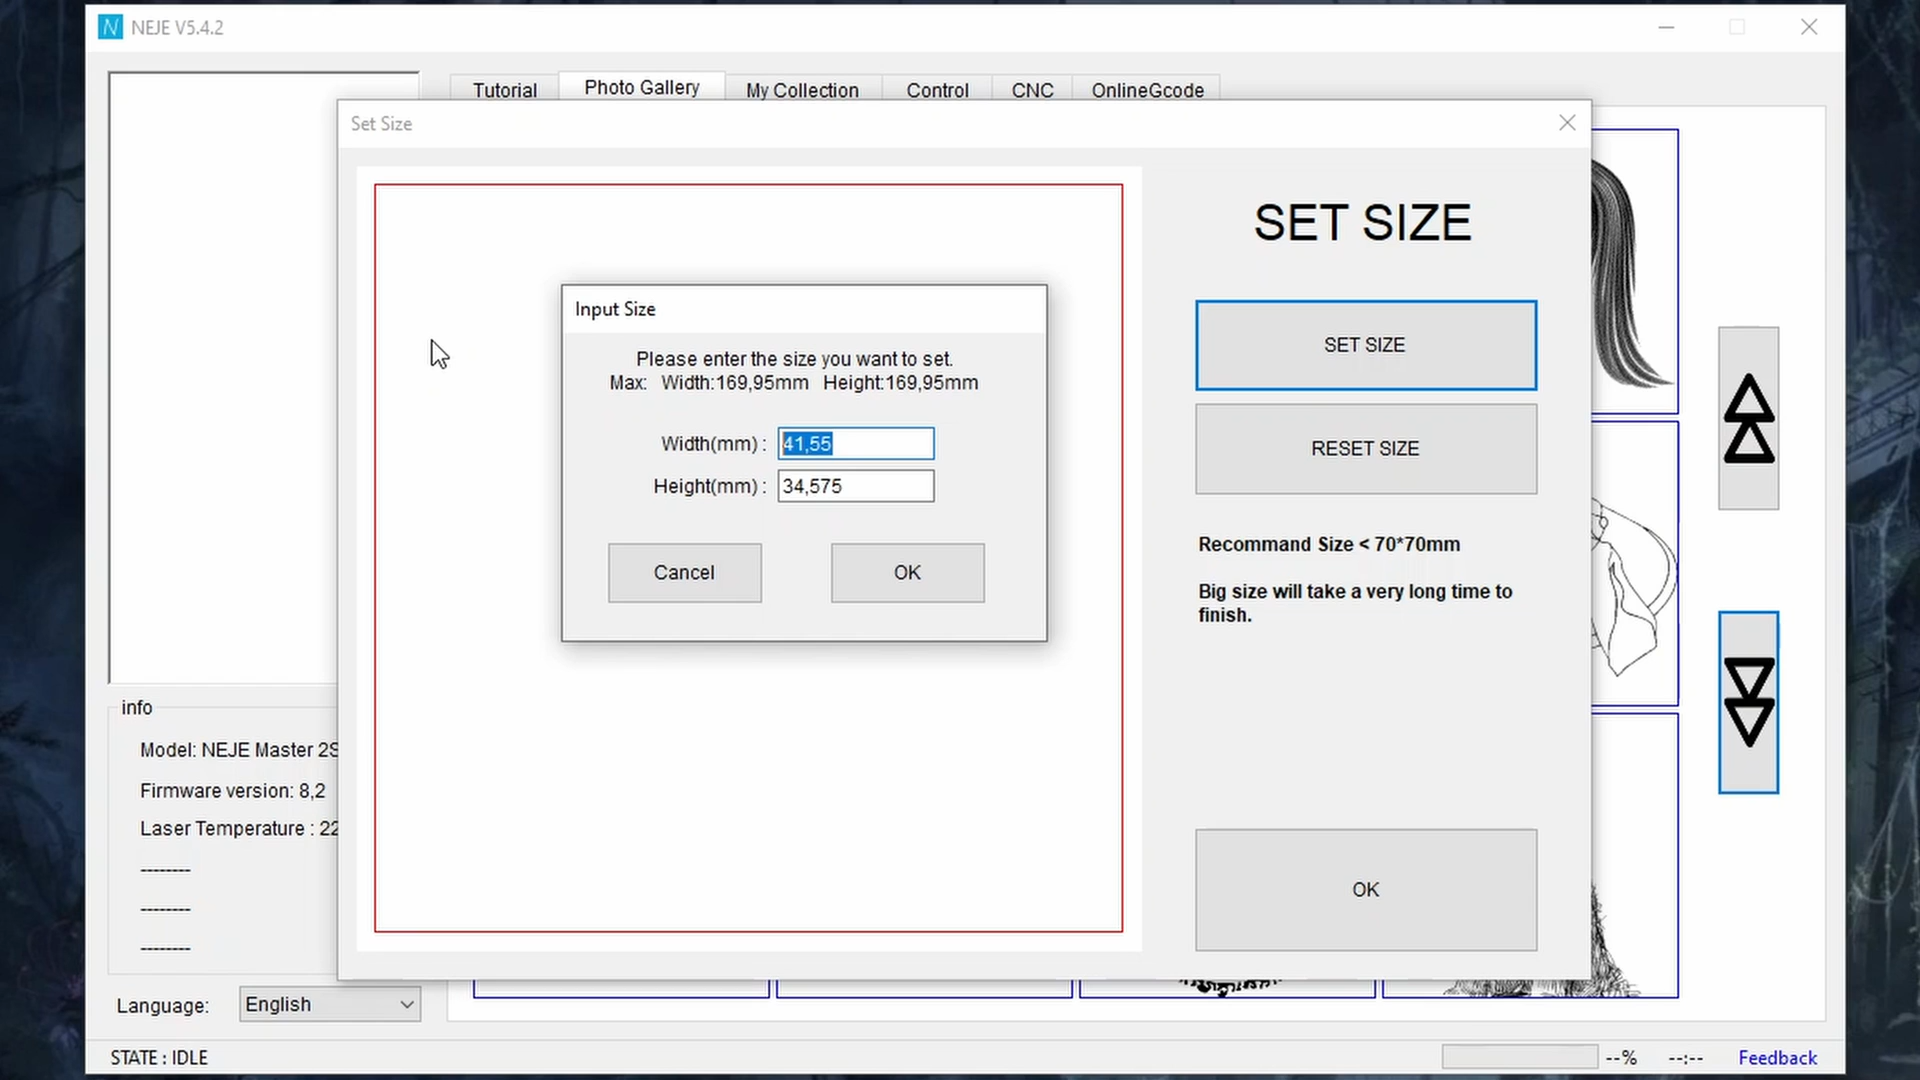 NEJE V5.4.2
Tutorial
Photo Gallery
My Collection
Control
CNC
OnlineGcode
Set Size
SET SIZE
Input Size
Please enter the size you want to set.
Max: Width:169,95mm Height:169,95mm
Width(mm) : 41,55
Height(mm) : 34,575
Cancel
OK
SET SIZE
RESET SIZE
Recommand Size < 70*70mm
Big size will take a very long time to
finish.
OK
info
Model: NEJE Master 2S
Firmware version: 8,2
Laser Temperature : 22
--------
--------
--------
Language: English
STATE : IDLE
--%
--:--
Feedback